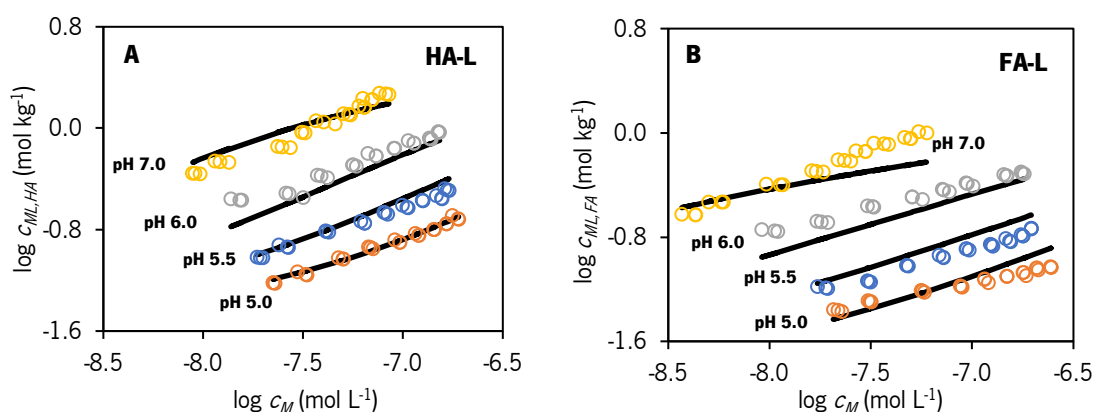 A
HA-L
0.8
0.0
-0.8
-1.6
log c_ML,HA (mol kg⁻¹)
pH 7.0
pH 6.0
pH 5.5
pH 5.0
-8.5 -8.0 -7.5 -7.0 -6.5
log c_M (mol L⁻¹)
B
FA-L
0.8
0.0
-0.8
-1.6
log c_ML,FA (mol kg⁻¹)
pH 7.0
pH 6.0
pH 5.5
pH 5.0
-8.5 -8.0 -7.5 -7.0 -6.5
log c_M (mol L⁻¹)